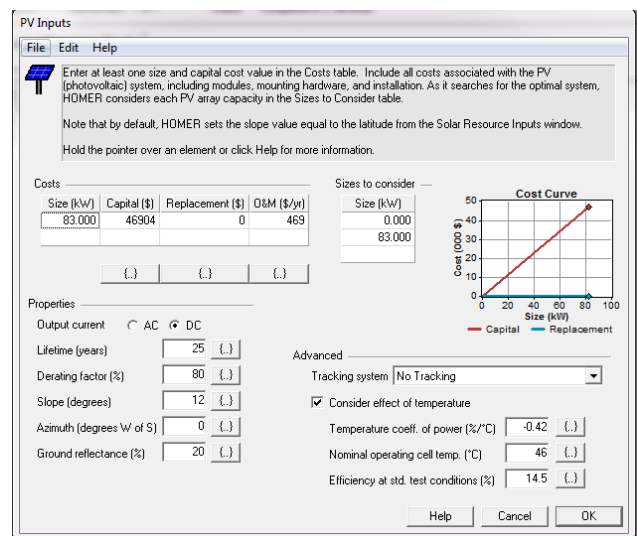 PV Inputs
File Edit Help
Enter at least one size and capital cost value in the Costs table. Include all costs associated with the PV
(photovoltaic) system, including modules, mounting hardware, and installation. As it searches for the optimal system,
HOMER considers each PV array capacity in the Sizes to Consider table.
Note that by default, HOMER sets the slope value equal to the latitude from the Solar Resource Inputs window.
Hold the pointer over an element or click Help for more information.
Costs
Size (kW) Capital ($) Replacement ($) O&M ($/yr)
83.000 46904 0 469
{..} {..} {..}
Sizes to consider
Size (kW)
0.000
83.000
Cost Curve
Cost (000 $)
50
40
30
20
10
0
0 20 40 60 80 100
Size (kW)
Capital Replacement
Properties
Output current AC DC
Lifetime (years) 25 {..}
Derating factor (%) 80 {..}
Slope (degrees) 12 {..}
Azimuth (degrees W of S) 0 {..}
Ground reflectance (%) 20 {..}
Advanced
Tracking system No Tracking
Consider effect of temperature
Temperature coeff. of power (%/°C) -0.42 {..}
Nominal operating cell temp. (°C) 46 {..}
Efficiency at std. test conditions (%) 14.5 {..}
Help Cancel OK